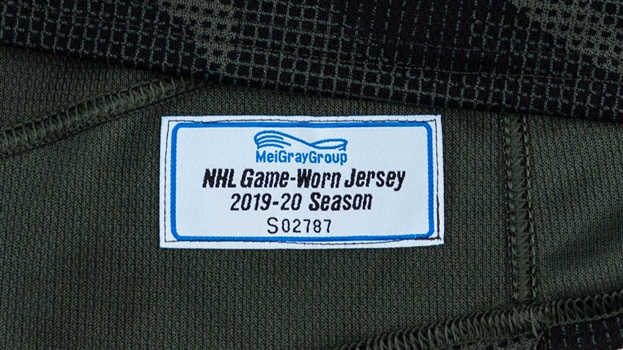 MeiGrayGroup
NHL Game-Worn Jersey
2019-20 Season
S02787